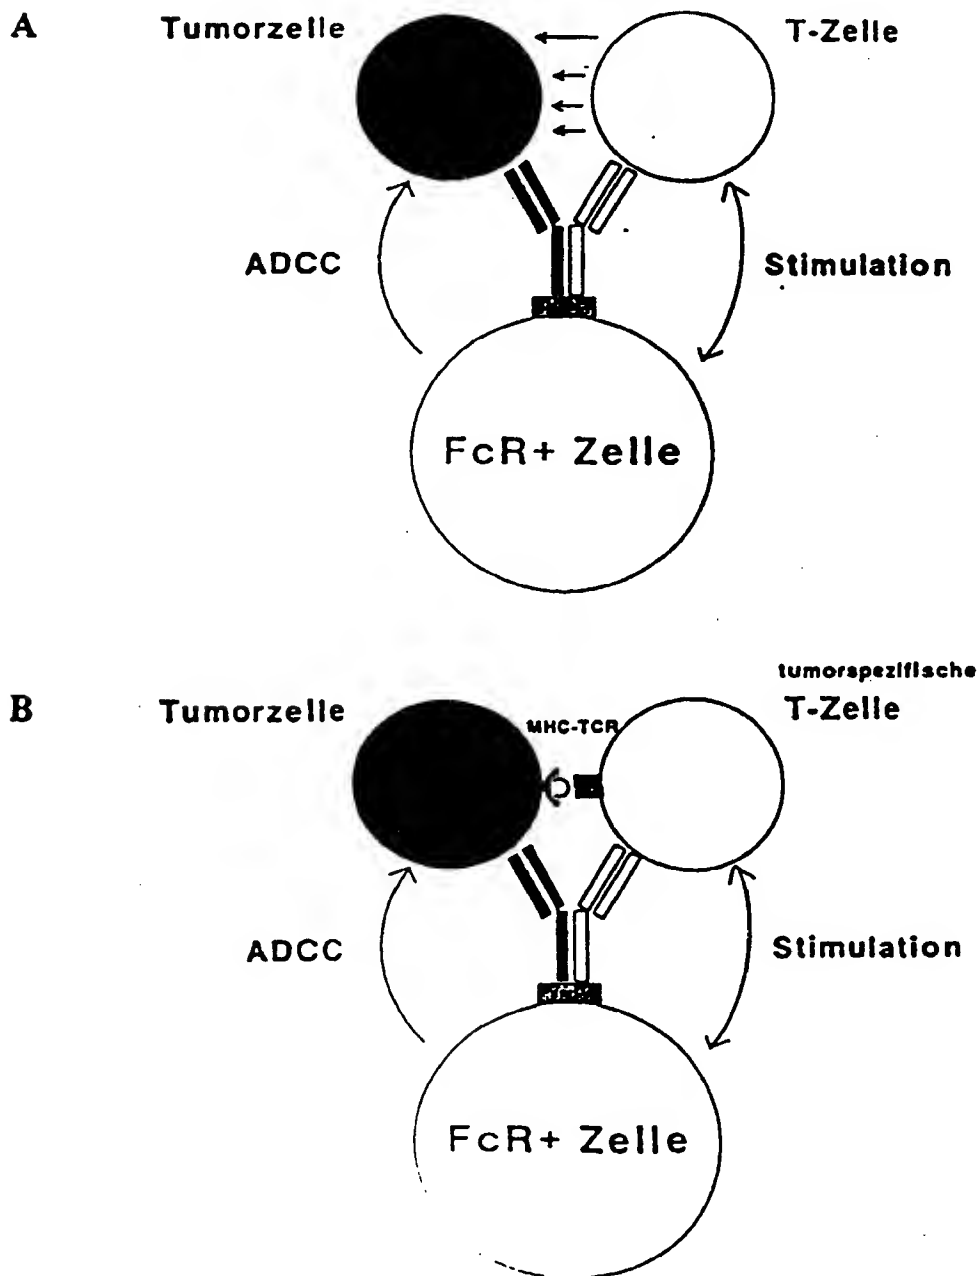 A
Tumorzelle
T-Zelle
ADCC
Stimulation
FcR+ Zelle
B
Tumorzelle
tumorspezifische
T-Zelle
MHC-TCR
ADCC
Stimulation
FcR+ Zelle